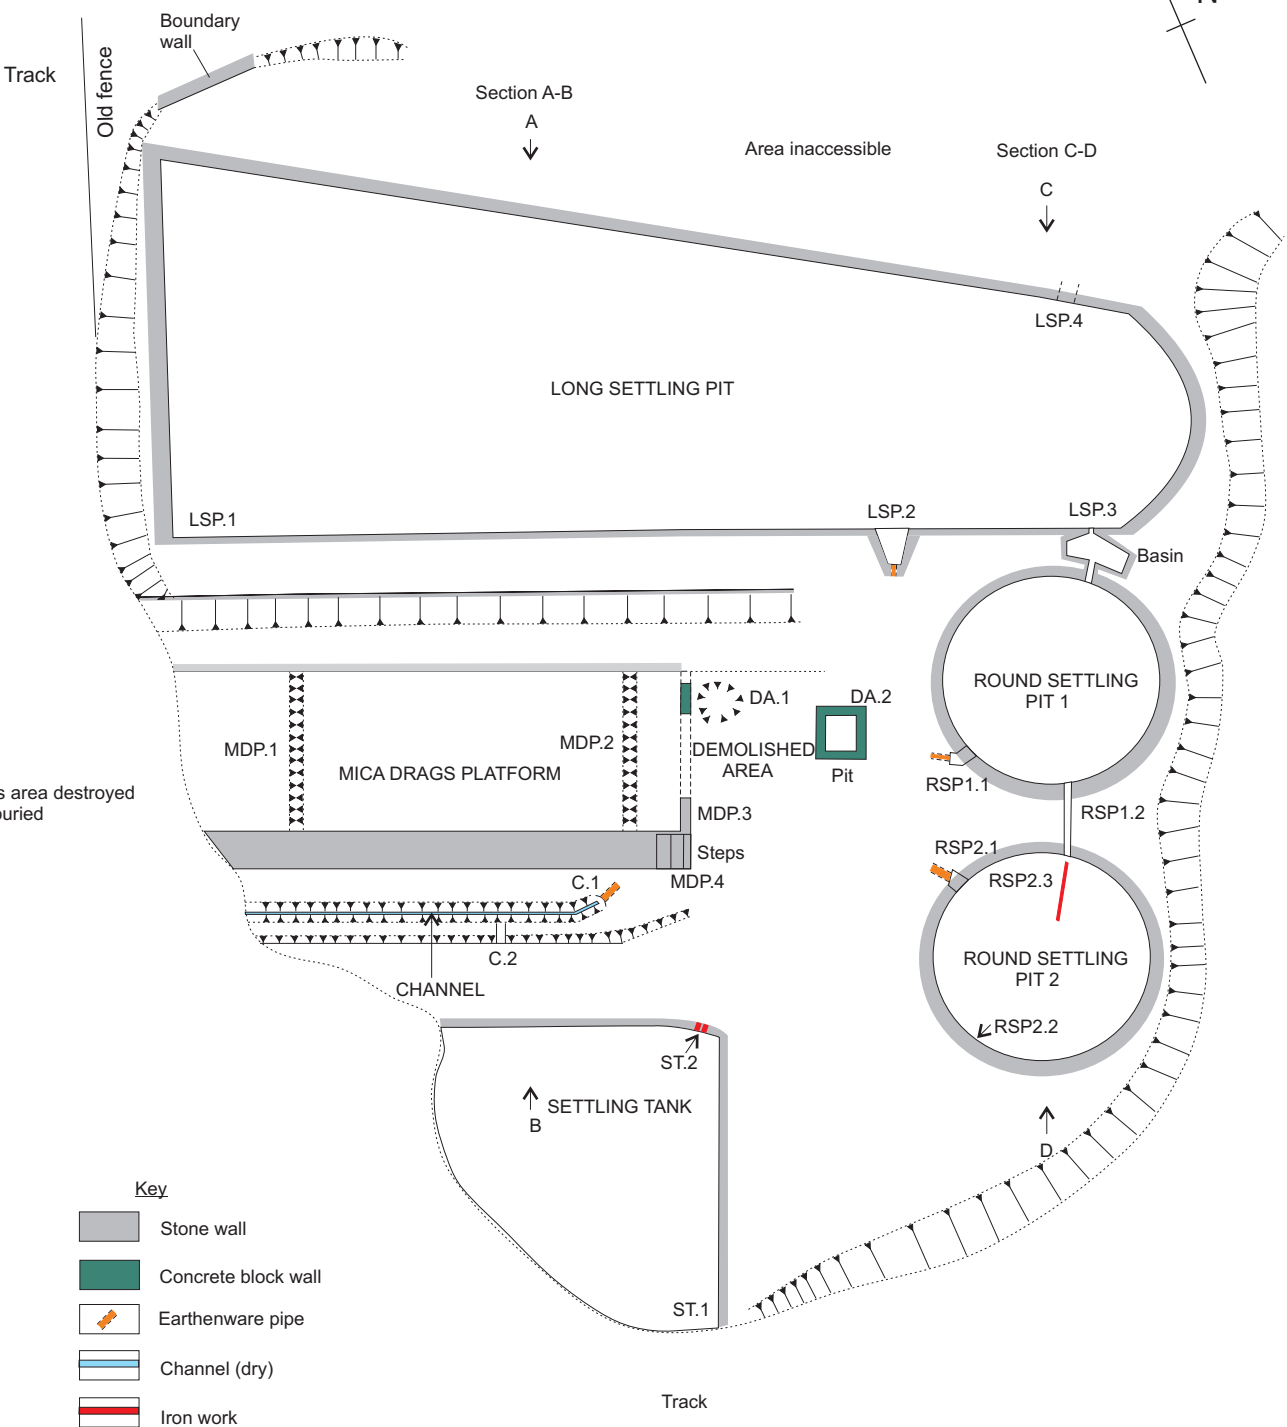 N
Boundary
wall
Track
Old fence
Section A-B
A
Area inaccessible
Section C-D
C
LSP.4
LONG SETTLING PIT
LSP.1
LSP.2
LSP.3
Basin
ROUND SETTLING
PIT 1
DA.1
DA.2
MDP.1
MDP.2
DEMOLISHED
AREA
MICA DRAGS PLATFORM
Pit
RSP1.1
s area destroyed
buried
MDP.3
RSP1.2
Steps
RSP2.1
C.1
MDP.4
RSP2.3
C.2
ROUND SETTLING
PIT 2
CHANNEL
RSP2.2
ST.2
SETTLING TANK
B
D
Key
Stone wall
Concrete block wall
ST.1
Earthenware pipe
Channel (dry)
Track
Iron work